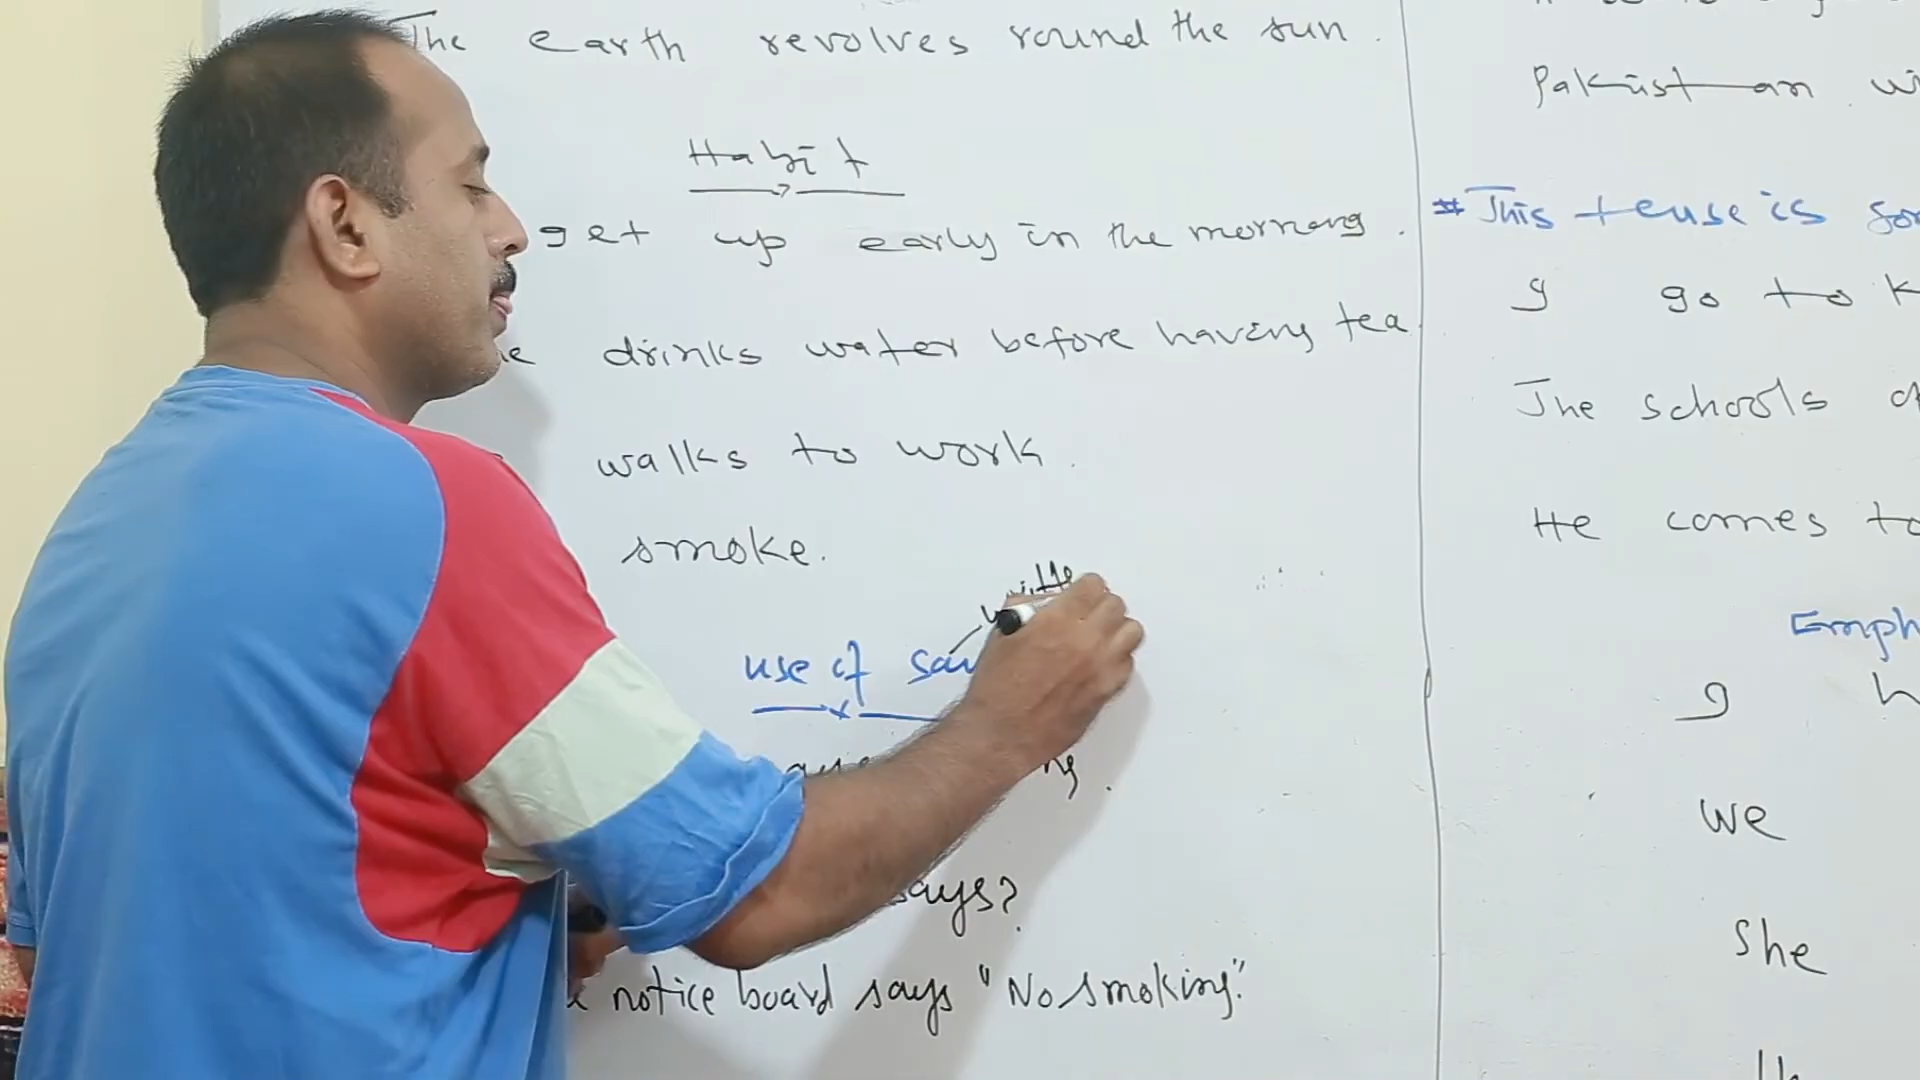 The earth revolves round the sun.
Habit
get up early in the morning.
drinks water before having tea
walks to work.
smoke.
use of
says?
notice board says "No smoking."
Pakistan
# This tense is
I go to
The schools
He comes to
Emph
I
we
she